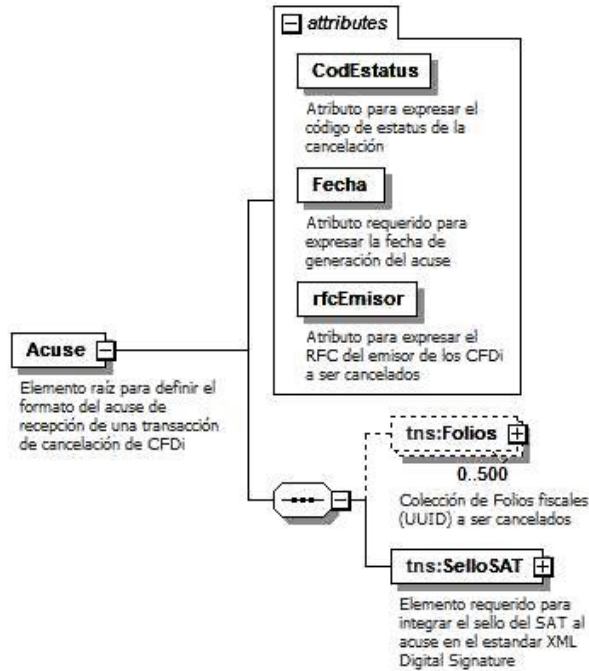 attributes
CodEstatus
Atributo para expresar el
código de estatus de la
cancelación
Fecha
Atributo requerido para
expresar la fecha de
generación del acuse
rfcEmisor
Atributo para expresar el
RFC del emisor de los CFDi
a ser cancelados
Acuse
Elemento raíz para definir el
formato del acuse de
recepción de una transacción
de cancelación de CFDi
tns:Folios
0..500
Colección de Folios fiscales
(UUID) a ser cancelados
tns:SelloSAT
Elemento requerido para
integrar el sello del SAT al
acuse en el estandar XML
Digital Signature